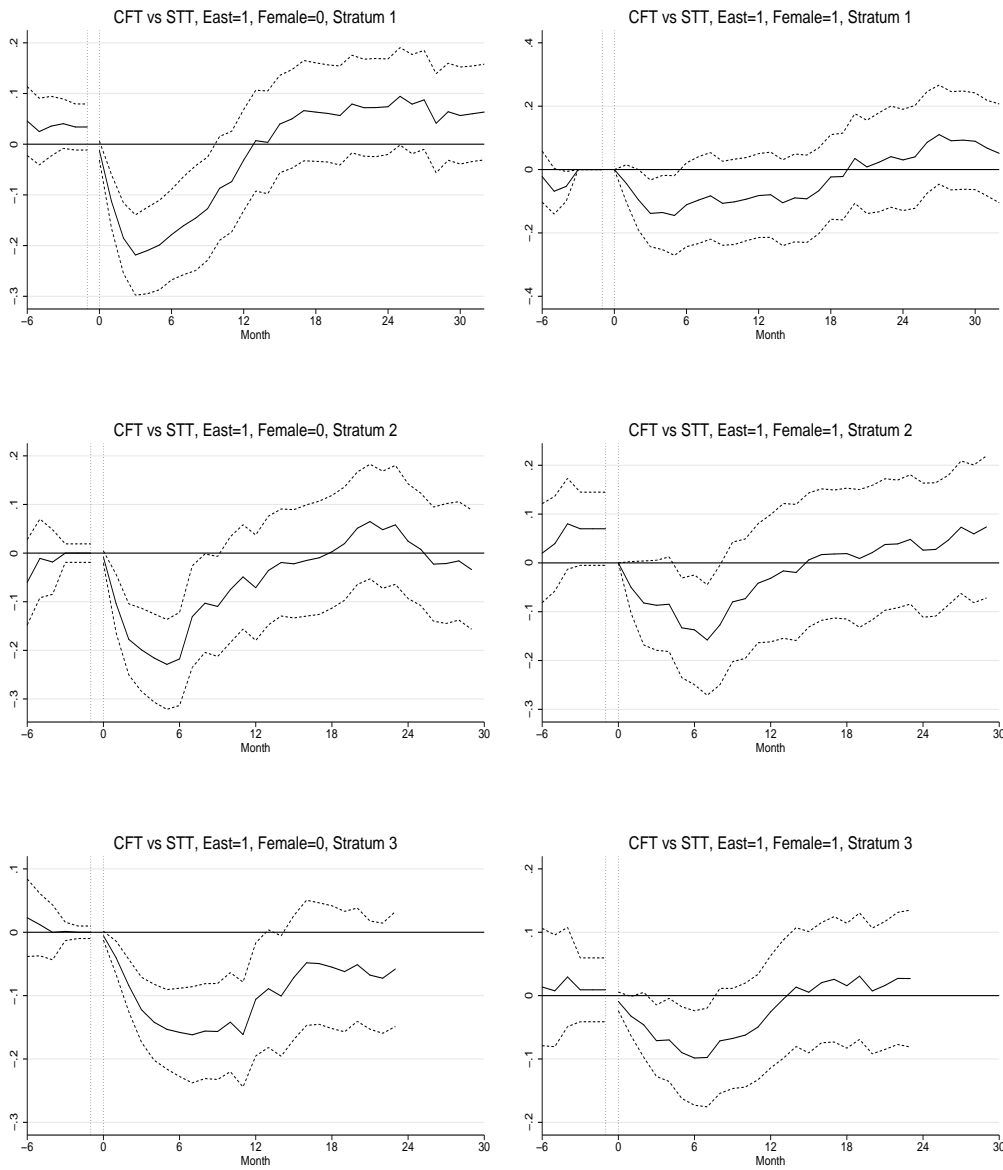 CFT vs STT, East=1, Female=0, Stratum 1
.2
.1
0
-.1
-.2
-.3
-6 0 6 12 18 24 30
Month
CFT vs STT, East=1, Female=1, Stratum 1
.4
.2
0
-.2
-.4
-6 0 6 12 18 24 30
Month
CFT vs STT, East=1, Female=0, Stratum 2
.2
.1
0
-.1
-.2
-.3
-6 0 6 12 18 24 30
Month
CFT vs STT, East=1, Female=1, Stratum 2
.2
.1
0
-.1
-.2
-.3
-6 0 6 12 18 24 30
Month
CFT vs STT, East=1, Female=0, Stratum 3
.1
0
-.1
-.2
-.3
-6 0 6 12 18 24 30
Month
CFT vs STT, East=1, Female=1, Stratum 3
.2
.1
0
-.1
-.2
-6 0 6 12 18 24 30
Month